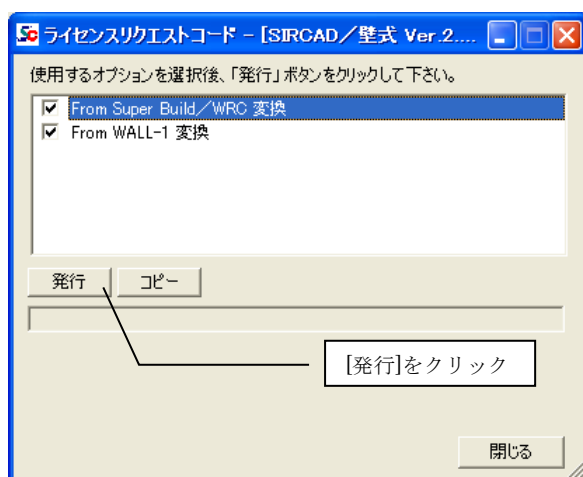 ライセンスリクエストコード - [SIRCAD／壁式 Ver.2....
使用するオプションを選択後、「発行」ボタンをクリックして下さい。
From Super Build／WRC 変換
From WALL-1 変換
発行 コピー
[発行]をクリック
閉じる